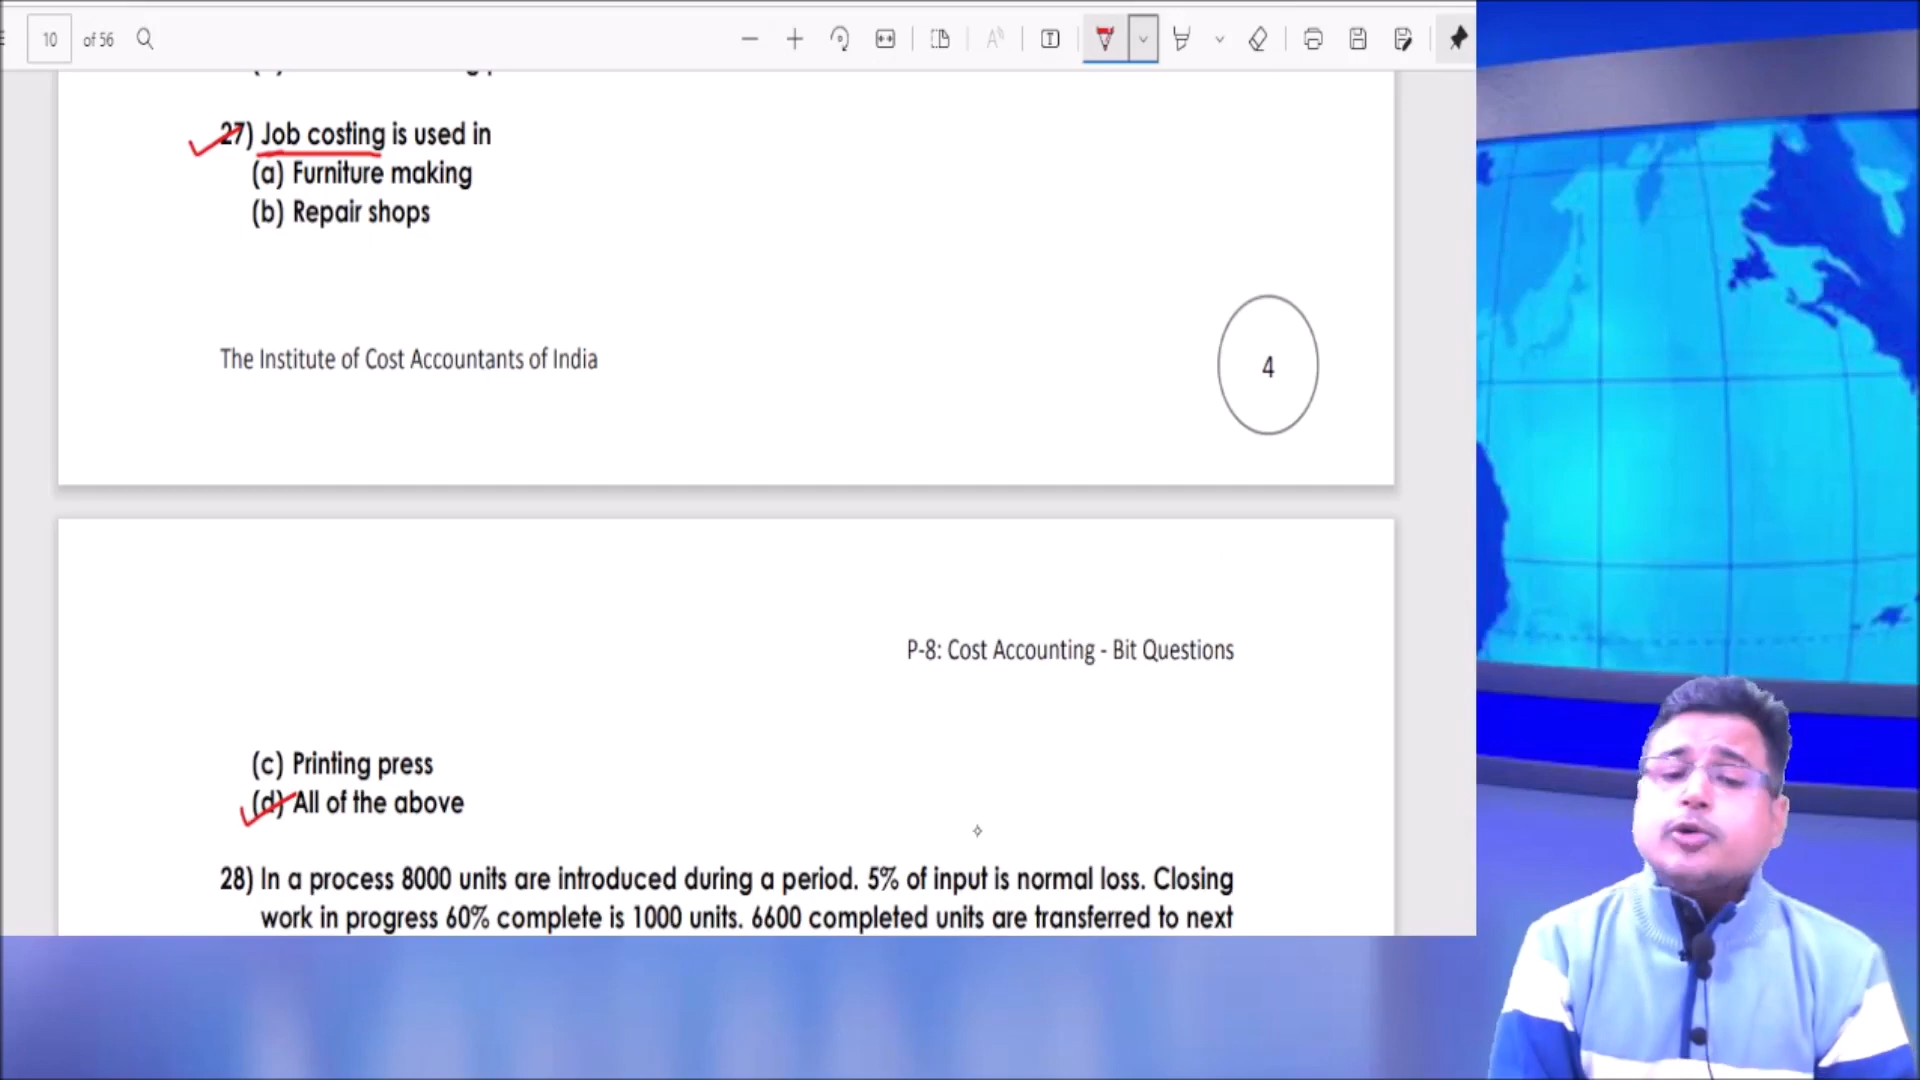 10 of 56
27) Job costing is used in
(a) Furniture making
(b) Repair shops
The Institute of Cost Accountants of India
4
P-8: Cost Accounting - Bit Questions
(c) Printing press
(d) All of the above
28) In a process 8000 units are introduced during a period. 5% of input is normal loss. Closing
work in progress 60% complete is 1000 units. 6600 completed units are transferred to next